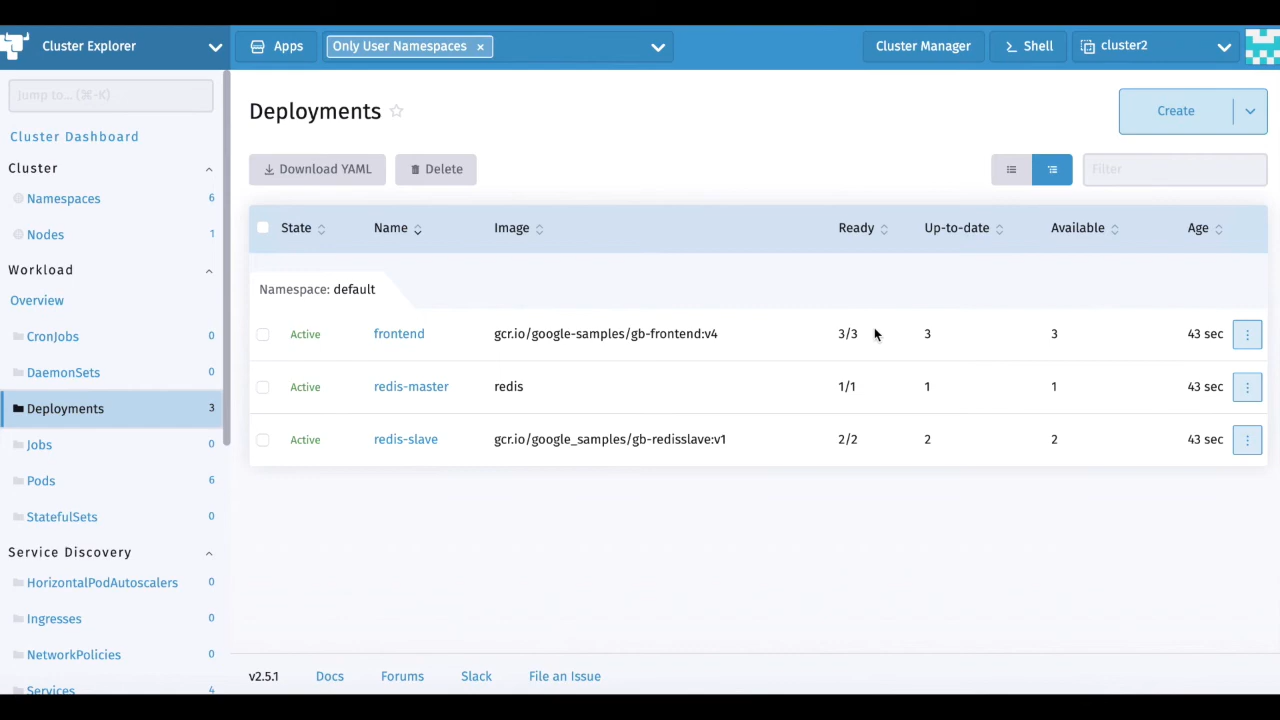 Cluster Explorer
Apps
Only User Namespaces ×
Cluster Manager
Shell
cluster2
Jump to... (⌘-K)
Cluster Dashboard
Cluster
Namespaces 6
Nodes 1
Workload
Overview
CronJobs 0
DaemonSets 0
Deployments 3
Jobs 0
Pods 6
StatefulSets 0
Service Discovery
HorizontalPodAutoscalers 0
Ingresses 0
NetworkPolicies 0
Services 4
Deployments
Create
Download YAML
Delete
Filter
State Name Image Ready Up-to-date Available Age
Namespace: default
Active frontend gcr.io/google-samples/gb-frontend:v4 3/3 3 3 43 sec
Active redis-master redis 1/1 1 1 43 sec
Active redis-slave gcr.io/google_samples/gb-redisslave:v1 2/2 2 2 43 sec
v2.5.1 Docs Forums Slack File an Issue